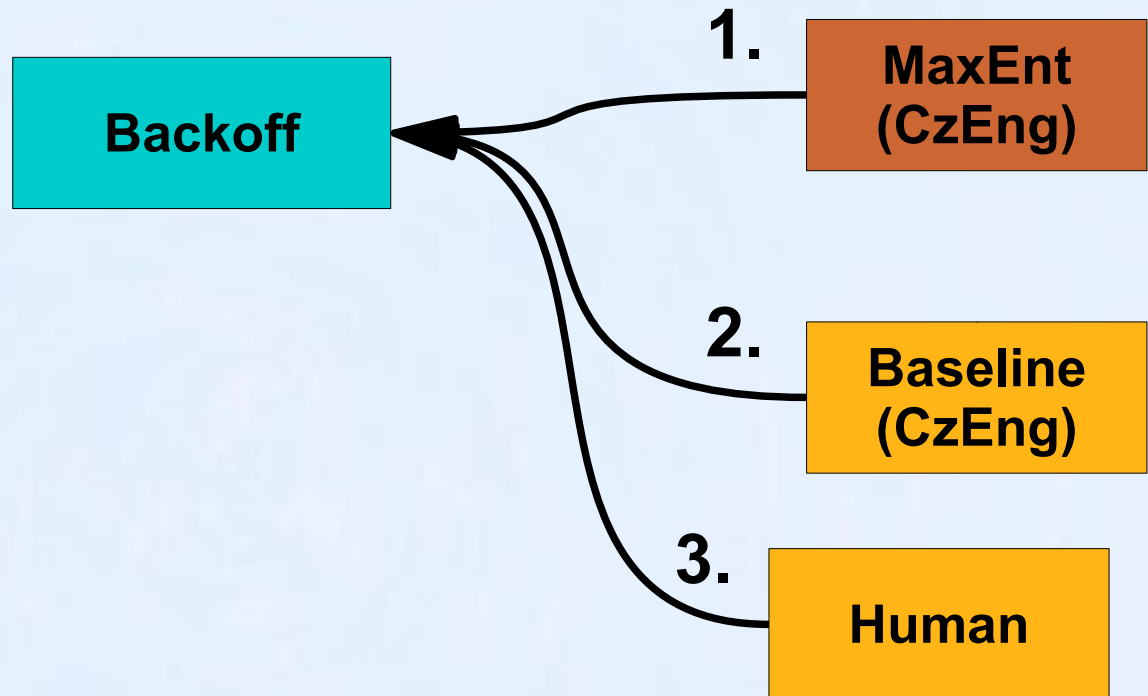 Backoff
1.
MaxEnt
(CzEng)
2.
Baseline
(CzEng)
3.
Human